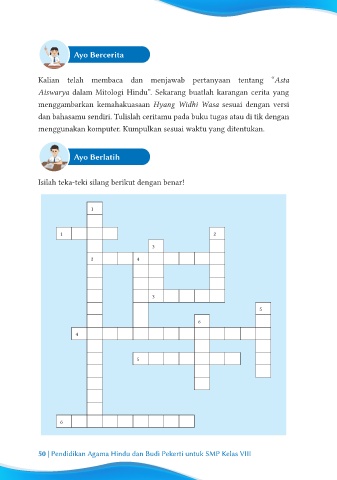 Ayo Bercerita
Kalian telah membaca dan menjawab pertanyaan tentang "Asta
Aiswarya dalam Mitologi Hindu". Sekarang buatlah karangan cerita yang
menggambarkan kemahakuasaan Hyang Widhi Wasa sesuai dengan versi
dan bahasamu sendiri. Tulislah ceritamu pada buku tugas atau di tik dengan
menggunakan komputer. Kumpulkan sesuai waktu yang ditentukan.
Ayo Berlatih
Isilah teka-teki silang berikut dengan benar!
1
1 2
3
2 4
3
5
6
4
5
6
50 | Pendidikan Agama Hindu dan Budi Pekerti untuk SMP Kelas VIII